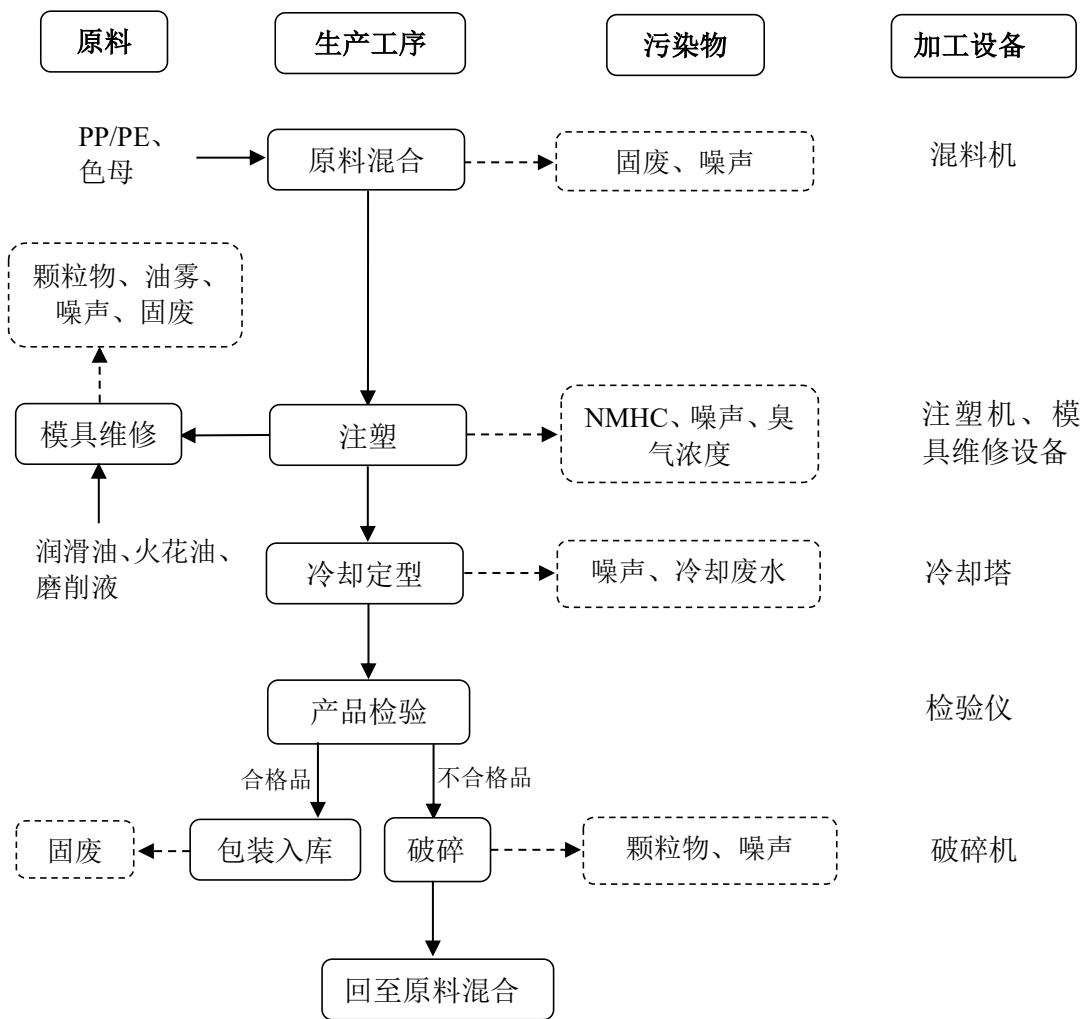 原料
生产工序
污染物
加工设备
PP/PE、
色母
原料混合
固废、噪声
混料机
颗粒物、油雾、
噪声、固废
模具维修
注塑
NMHC、噪声、臭
气浓度
注塑机、模
具维修设备
润滑油、火花油、
磨削液
冷却定型
噪声、冷却废水
冷却塔
产品检验
检验仪
合格品
不合格品
固废
包装入库
破碎
颗粒物、噪声
破碎机
回至原料混合